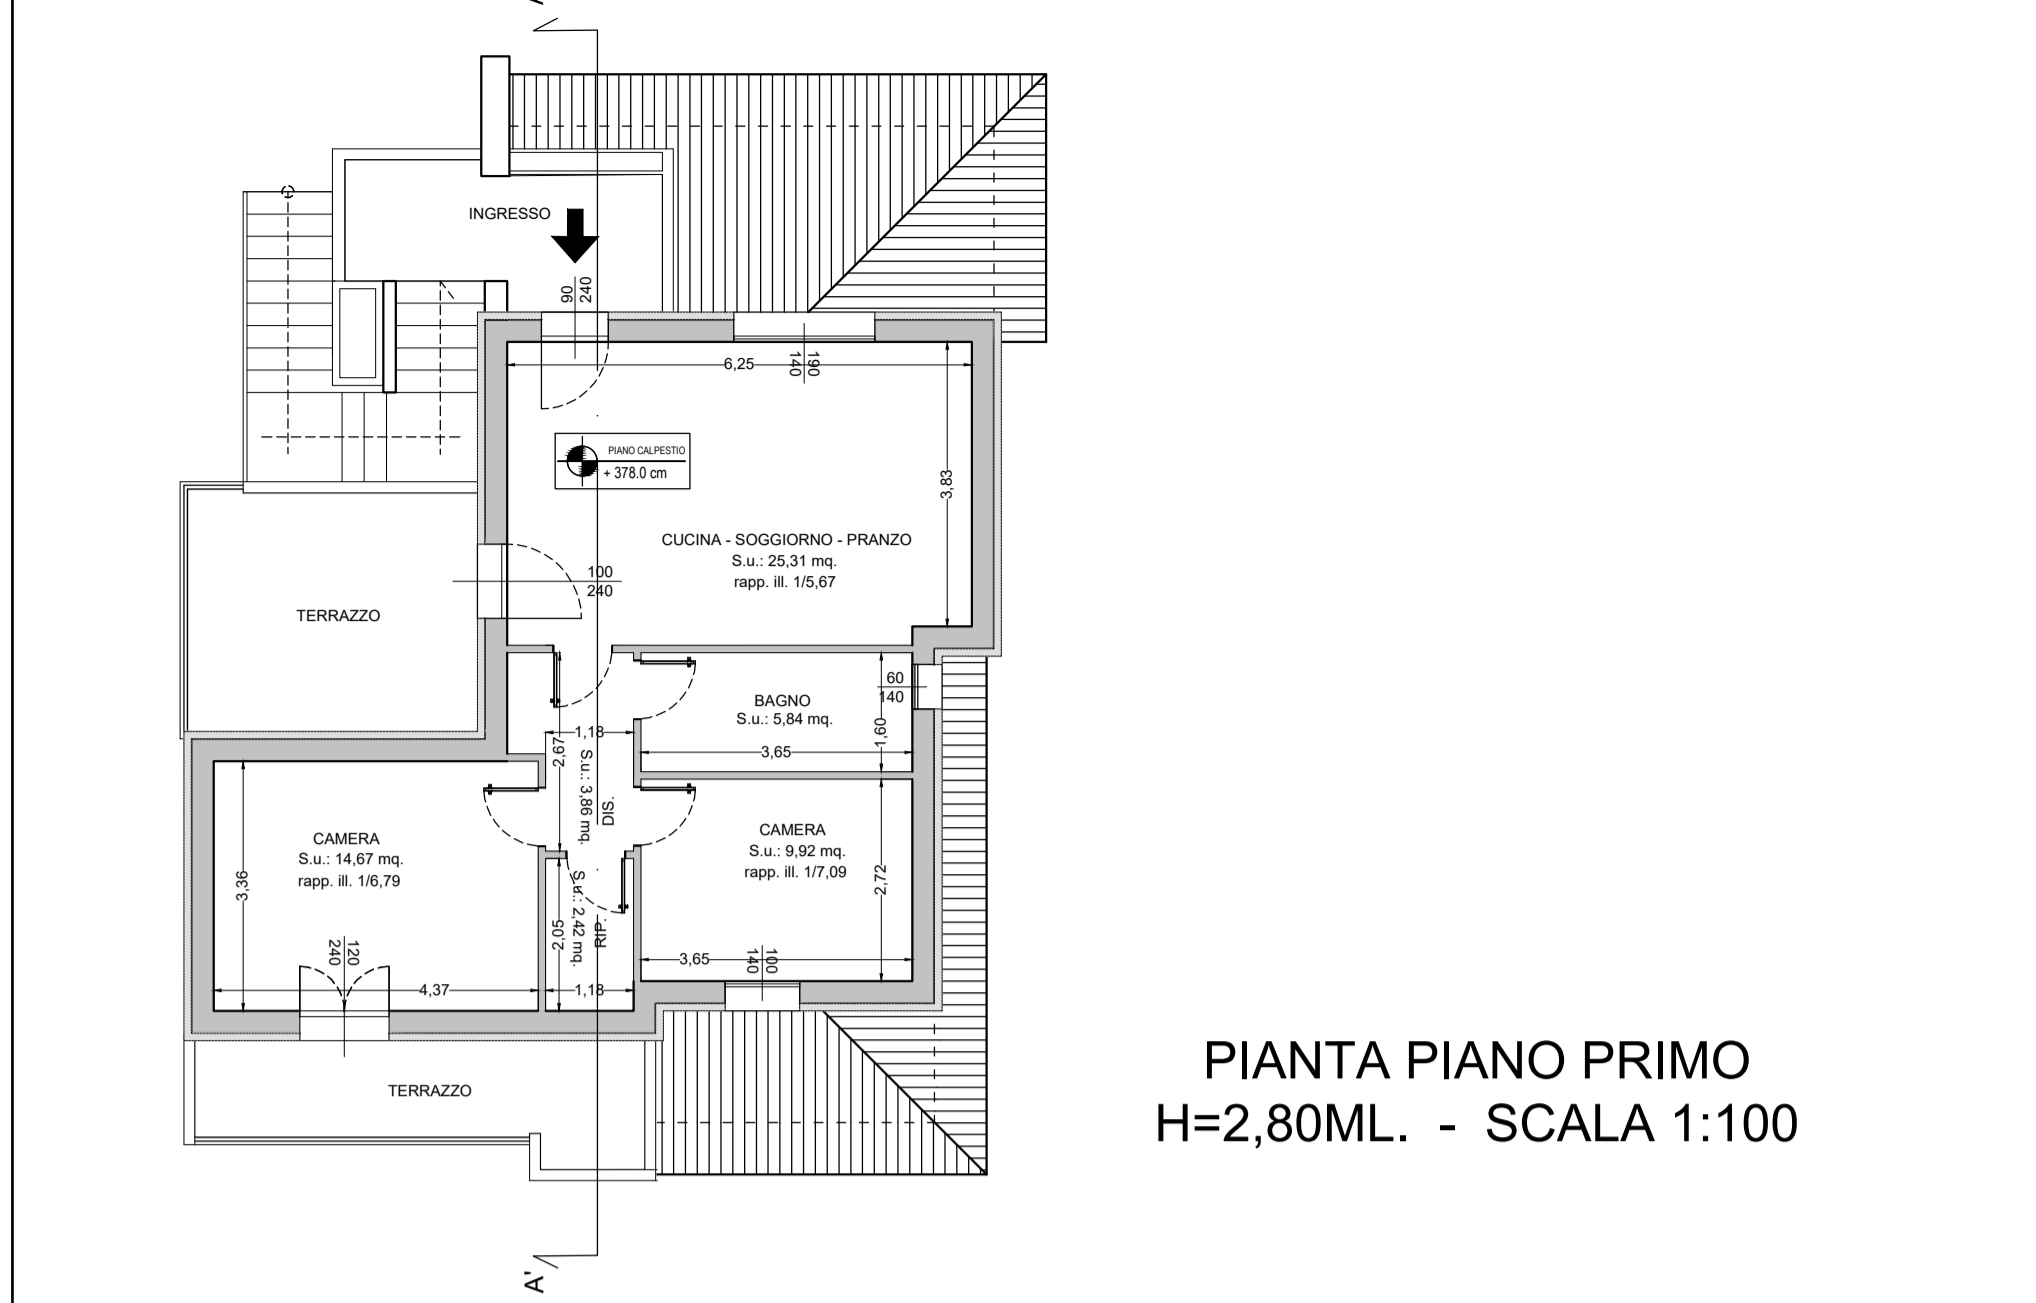 INGRESSO
90
240
6,25
190
140
3,83
PIANO CALPESTIO
+ 378.0 cm
CUCINA - SOGGIORNO - PRANZO
S.u.: 25,31 mq.
rapp. ill. 1/5,67
100
240
TERRAZZO
BAGNO
S.u.: 5,84 mq.
60
140
1,60
3,65
1,18
2,67
DIS.
S.u.: 3,86 mq.
CAMERA
S.u.: 14,67 mq.
rapp. ill. 1/6,79
3,36
120
240
4,37
CAMERA
S.u.: 9,92 mq.
rapp. ill. 1/7,09
2,72
3,65
100
140
RIP.
S.u.: 2,42 mq.
2,05
1,18
TERRAZZO
A'
PIANTA PIANO PRIMO
H=2,80ML. - SCALA 1:100